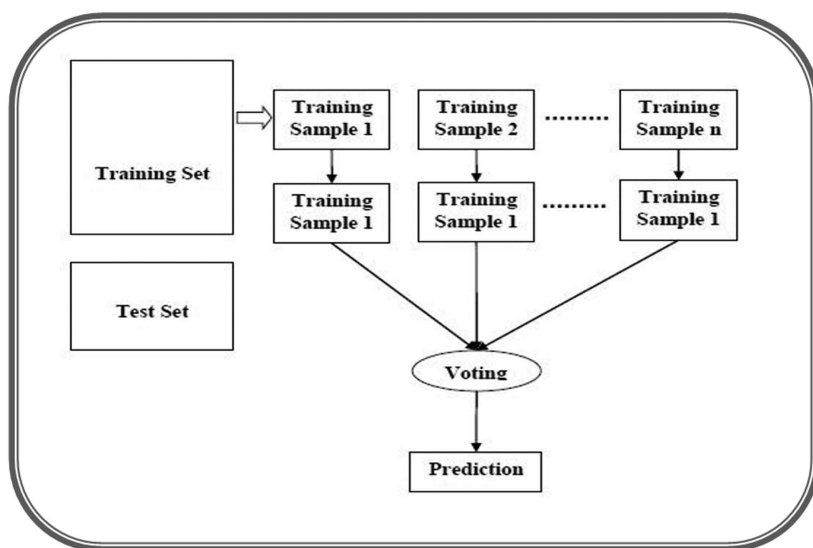 Training Set
Training
Sample 1
Training
Sample 2
Training
Sample n
Training
Sample 1
Training
Sample 1
Training
Sample 1
Test Set
Voting
Prediction